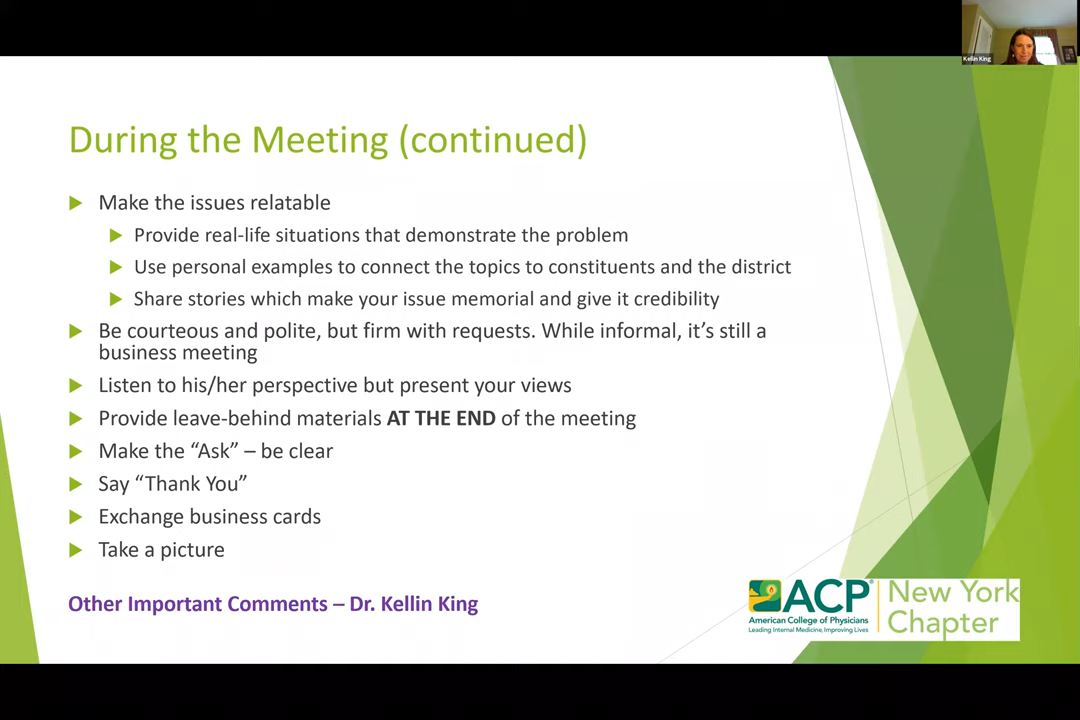 Kellin King
During the Meeting (continued)
Make the issues relatable
Provide real-life situations that demonstrate the problem
Use personal examples to connect the topics to constituents and the district
Share stories which make your issue memorial and give it credibility
Be courteous and polite, but firm with requests. While informal, it’s still a
business meeting
Listen to his/her perspective but present your views
Provide leave-behind materials AT THE END of the meeting
Make the “Ask” – be clear
Say “Thank You”
Exchange business cards
Take a picture
Other Important Comments – Dr. Kellin King
ACP®
American College of Physicians
Leading Internal Medicine, Improving Lives
New York
Chapter